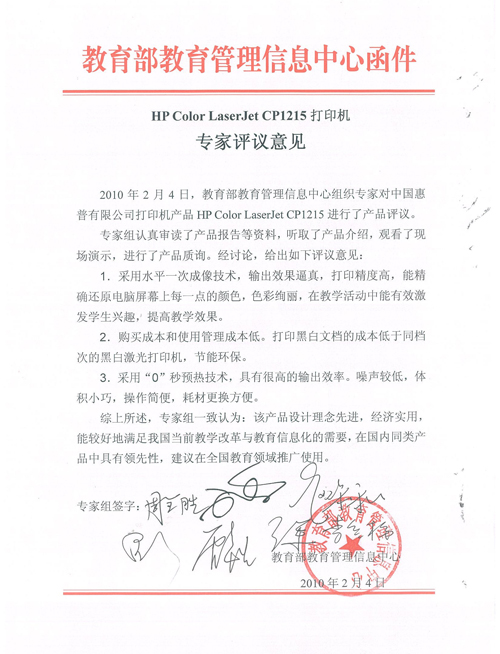 教育部教育管理信息中心函件
HP Color LaserJet CP1215 打印机
专家评议意见
2010 年 2 月 4 日，教育部教育管理信息中心组织专家对中国惠
普有限公司打印机产品 HP Color LaserJet CP1215 进行了产品评议。
专家组认真审读了产品报告等资料，听取了产品介绍，观看了现
场演示，进行了产品质询。经讨论，给出如下评议意见：
1．采用水平一次成像技术，输出效果逼真，打印精度高，能精
确还原电脑屏幕上每一点的颜色，色彩绚丽，在教学活动中能有效激
发学生兴趣，提高教学效果。
2．购买成本和使用管理成本低。打印黑白文档的成本低于同档
次的黑白激光打印机，节能环保。
3．采用“0”秒预热技术，具有很高的输出效率。噪声较低，体
积小巧，操作简便，耗材更换方便。
综上所述，专家组一致认为：该产品设计理念先进，经济实用，
能较好地满足我国当前教学改革与教育信息化的需要，在国内同类产
品中具有领先性，建议在全国教育领域推广使用。
专家组签字：
教育部教育管理信息中心
2010 年 2 月 4 日